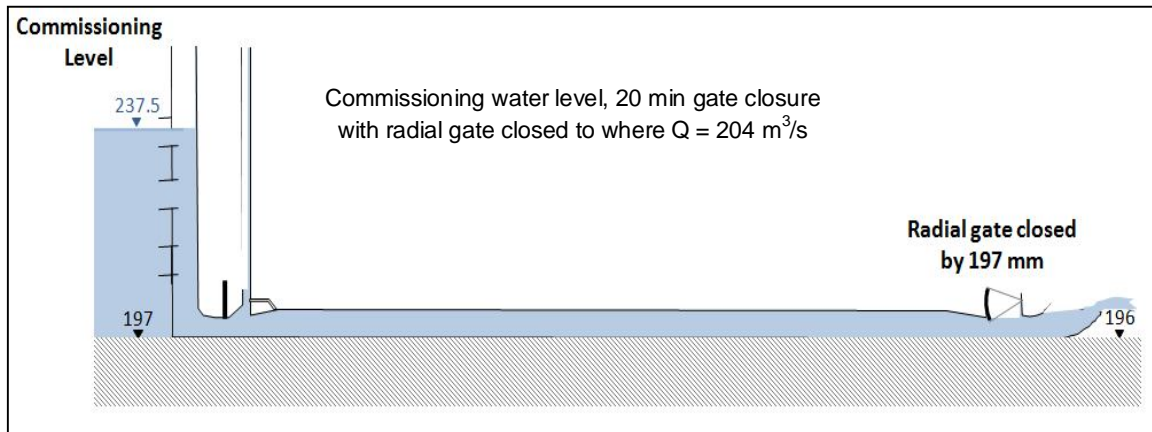 Commissioning
Level
237.5
Commissioning water level, 20 min gate closure
with radial gate closed to where Q = 204 m³/s
Radial gate closed
by 197 mm
197
196